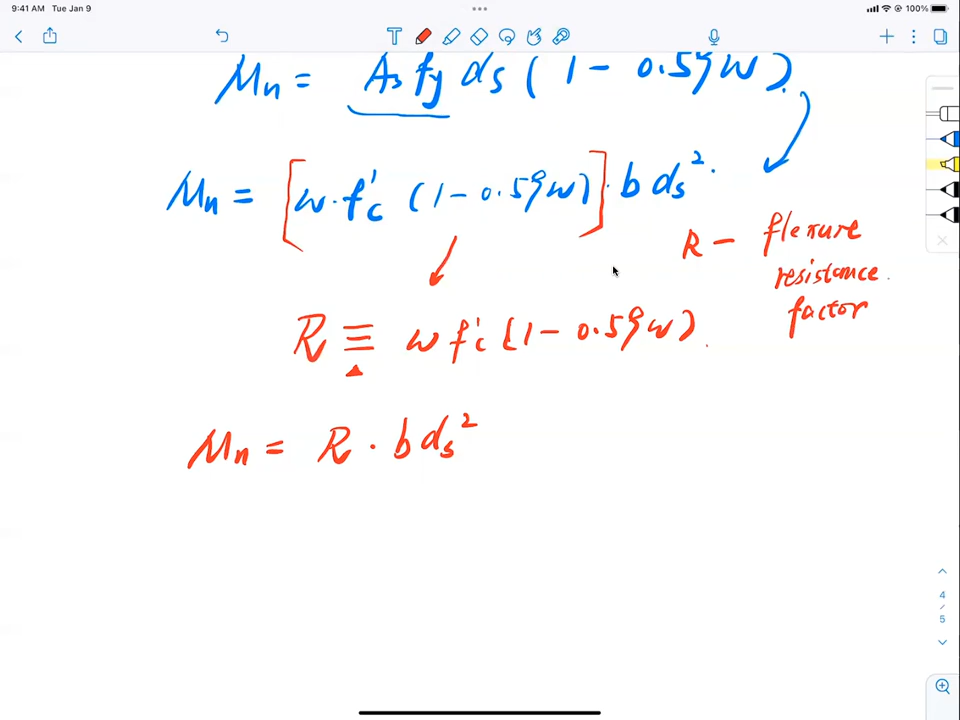 9:41 AM Tue Jan 9
100%
Mn = As fy ds ( 1 - 0.59w ).
Mn = [ w · f'c ( 1 - 0.59w ) ] · b ds² .
R - flexure
resistance.
factor
R ≡ w f'c ( 1 - 0.59w ) .
Mn = R · b ds²
4
/
5